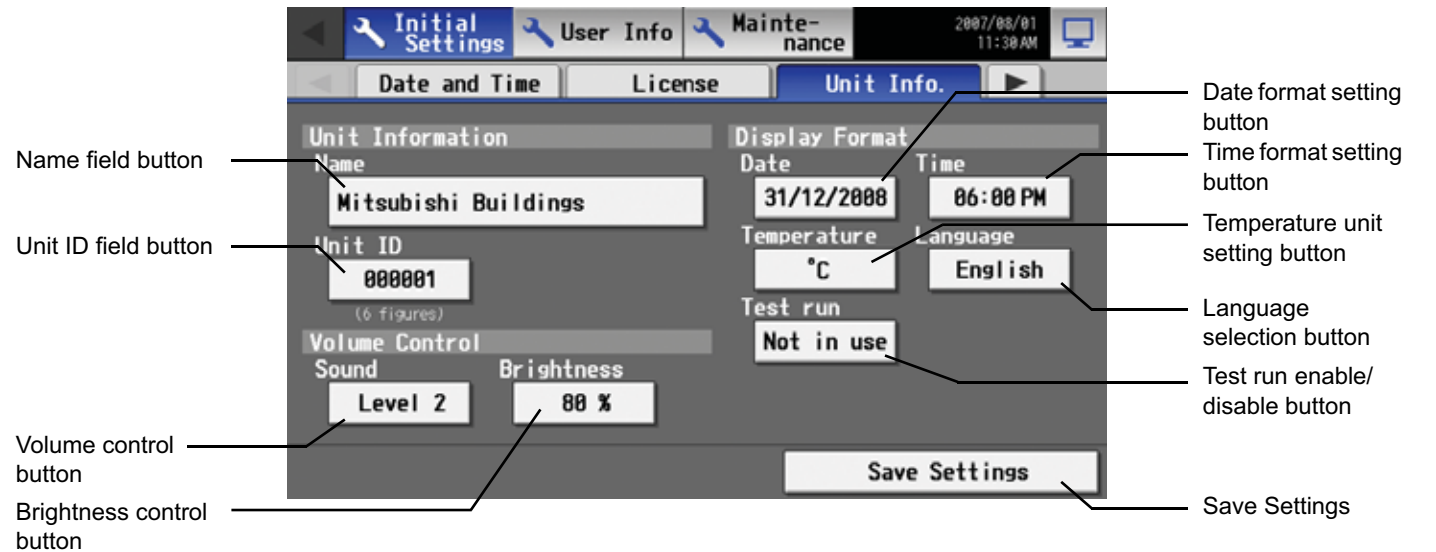 Initial
Settings
User Info
Mainte-
nance
2007/08/01
11:30 AM
Date and Time
License
Unit Info.
Unit Information
Name
Mitsubishi Buildings
Unit ID
000001
(6 figures)
Volume Control
Sound
Level 2
Brightness
80 %
Display Format
Date
31/12/2008
Time
06:00 PM
Temperature
°C
Language
English
Test run
Not in use
Save Settings
Name field button
Unit ID field button
Volume control
button
Brightness control
button
Date format setting
button
Time format setting
button
Temperature unit
setting button
Language
selection button
Test run enable/
disable button
Save Settings